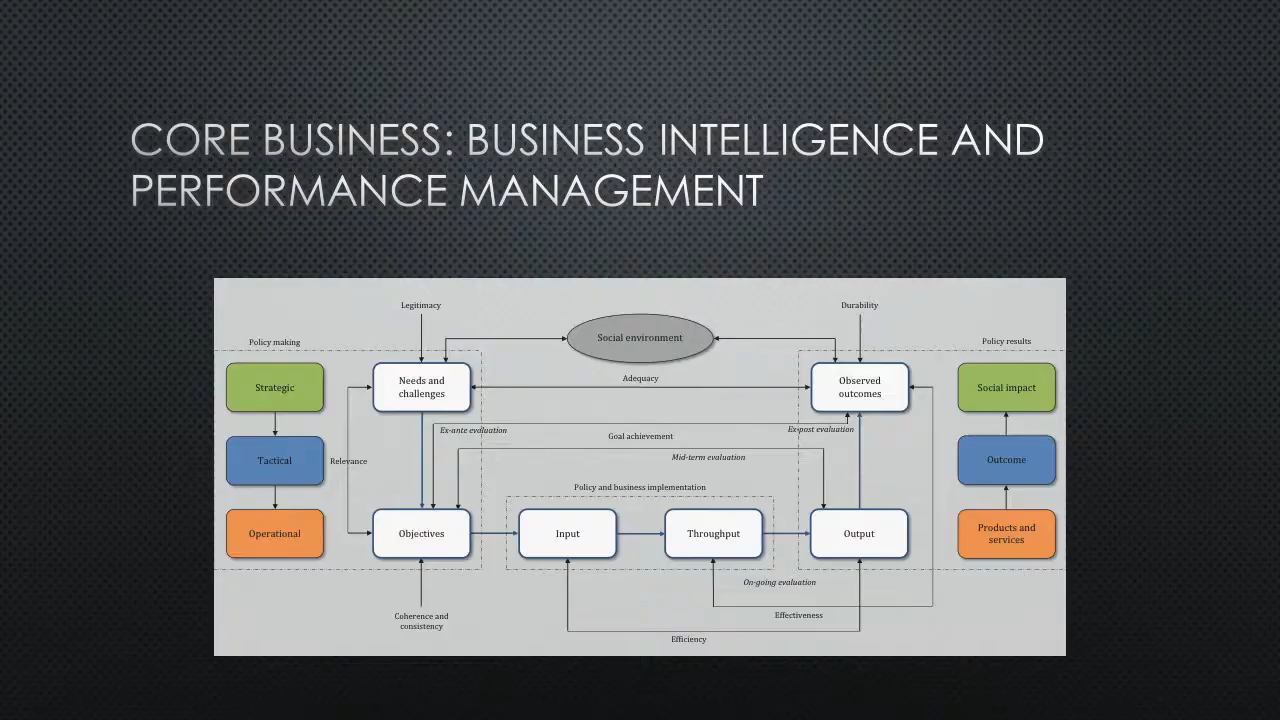 CORE BUSINESS: BUSINESS INTELLIGENCE AND
PERFORMANCE MANAGEMENT
Legitimacy
Durability
Social environment
Policy making
Policy results
Strategic
Needs and
challenges
Adequacy
Observed
outcomes
Social impact
Ex-ante evaluation
Goal achievement
Ex-post evaluation
Tactical
Relevance
Mid-term evaluation
Outcome
Policy and business implementation
Operational
Objectives
Input
Throughput
Output
Products and
services
On-going evaluation
Coherence and
consistency
Effectiveness
Efficiency